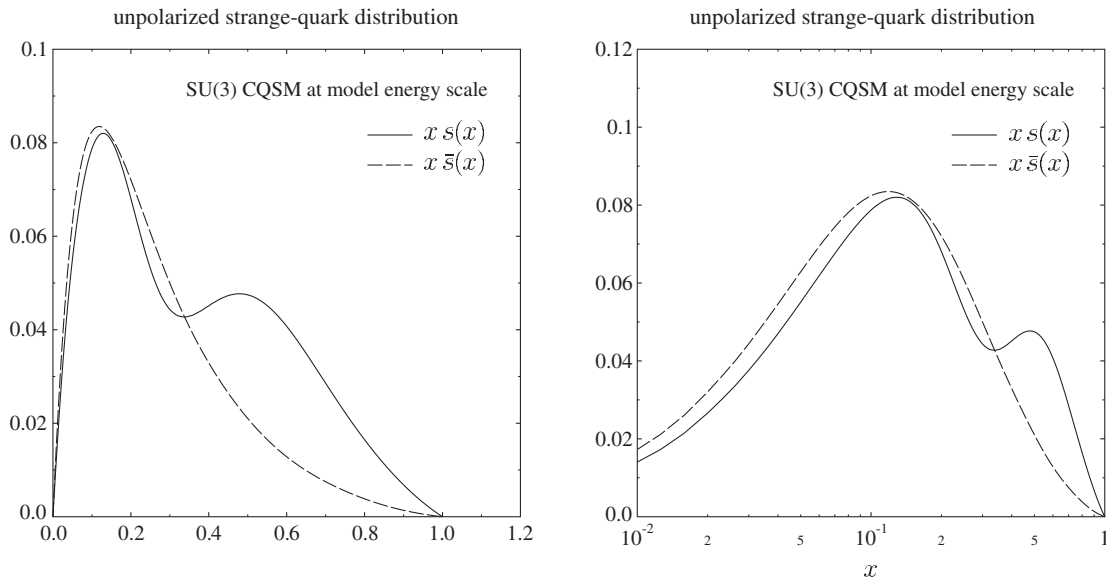 unpolarized strange-quark distribution
0.1
SU(3) CQSM at model energy scale
x s(x)
x s̄(x)
0.08
0.06
0.04
0.02
0.0
0.0 0.2 0.4 0.6 0.8 1.0 1.2
unpolarized strange-quark distribution
0.12
SU(3) CQSM at model energy scale
x s(x)
x s̄(x)
0.1
0.08
0.06
0.04
0.02
0.0
10⁻² 2 5 10⁻¹ 2 5 1
x